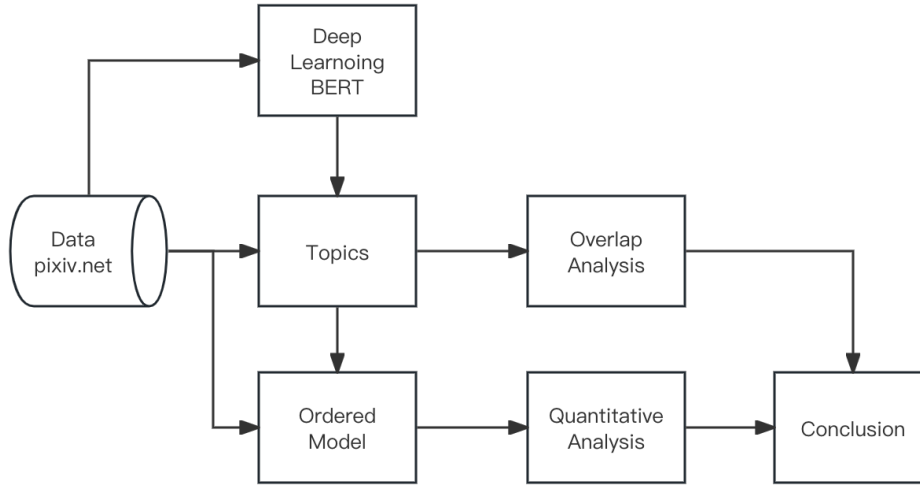 Deep
Learnoing
BERT
Data
pixiv.net
Topics
Overlap
Analysis
Ordered
Model
Quantitative
Analysis
Conclusion